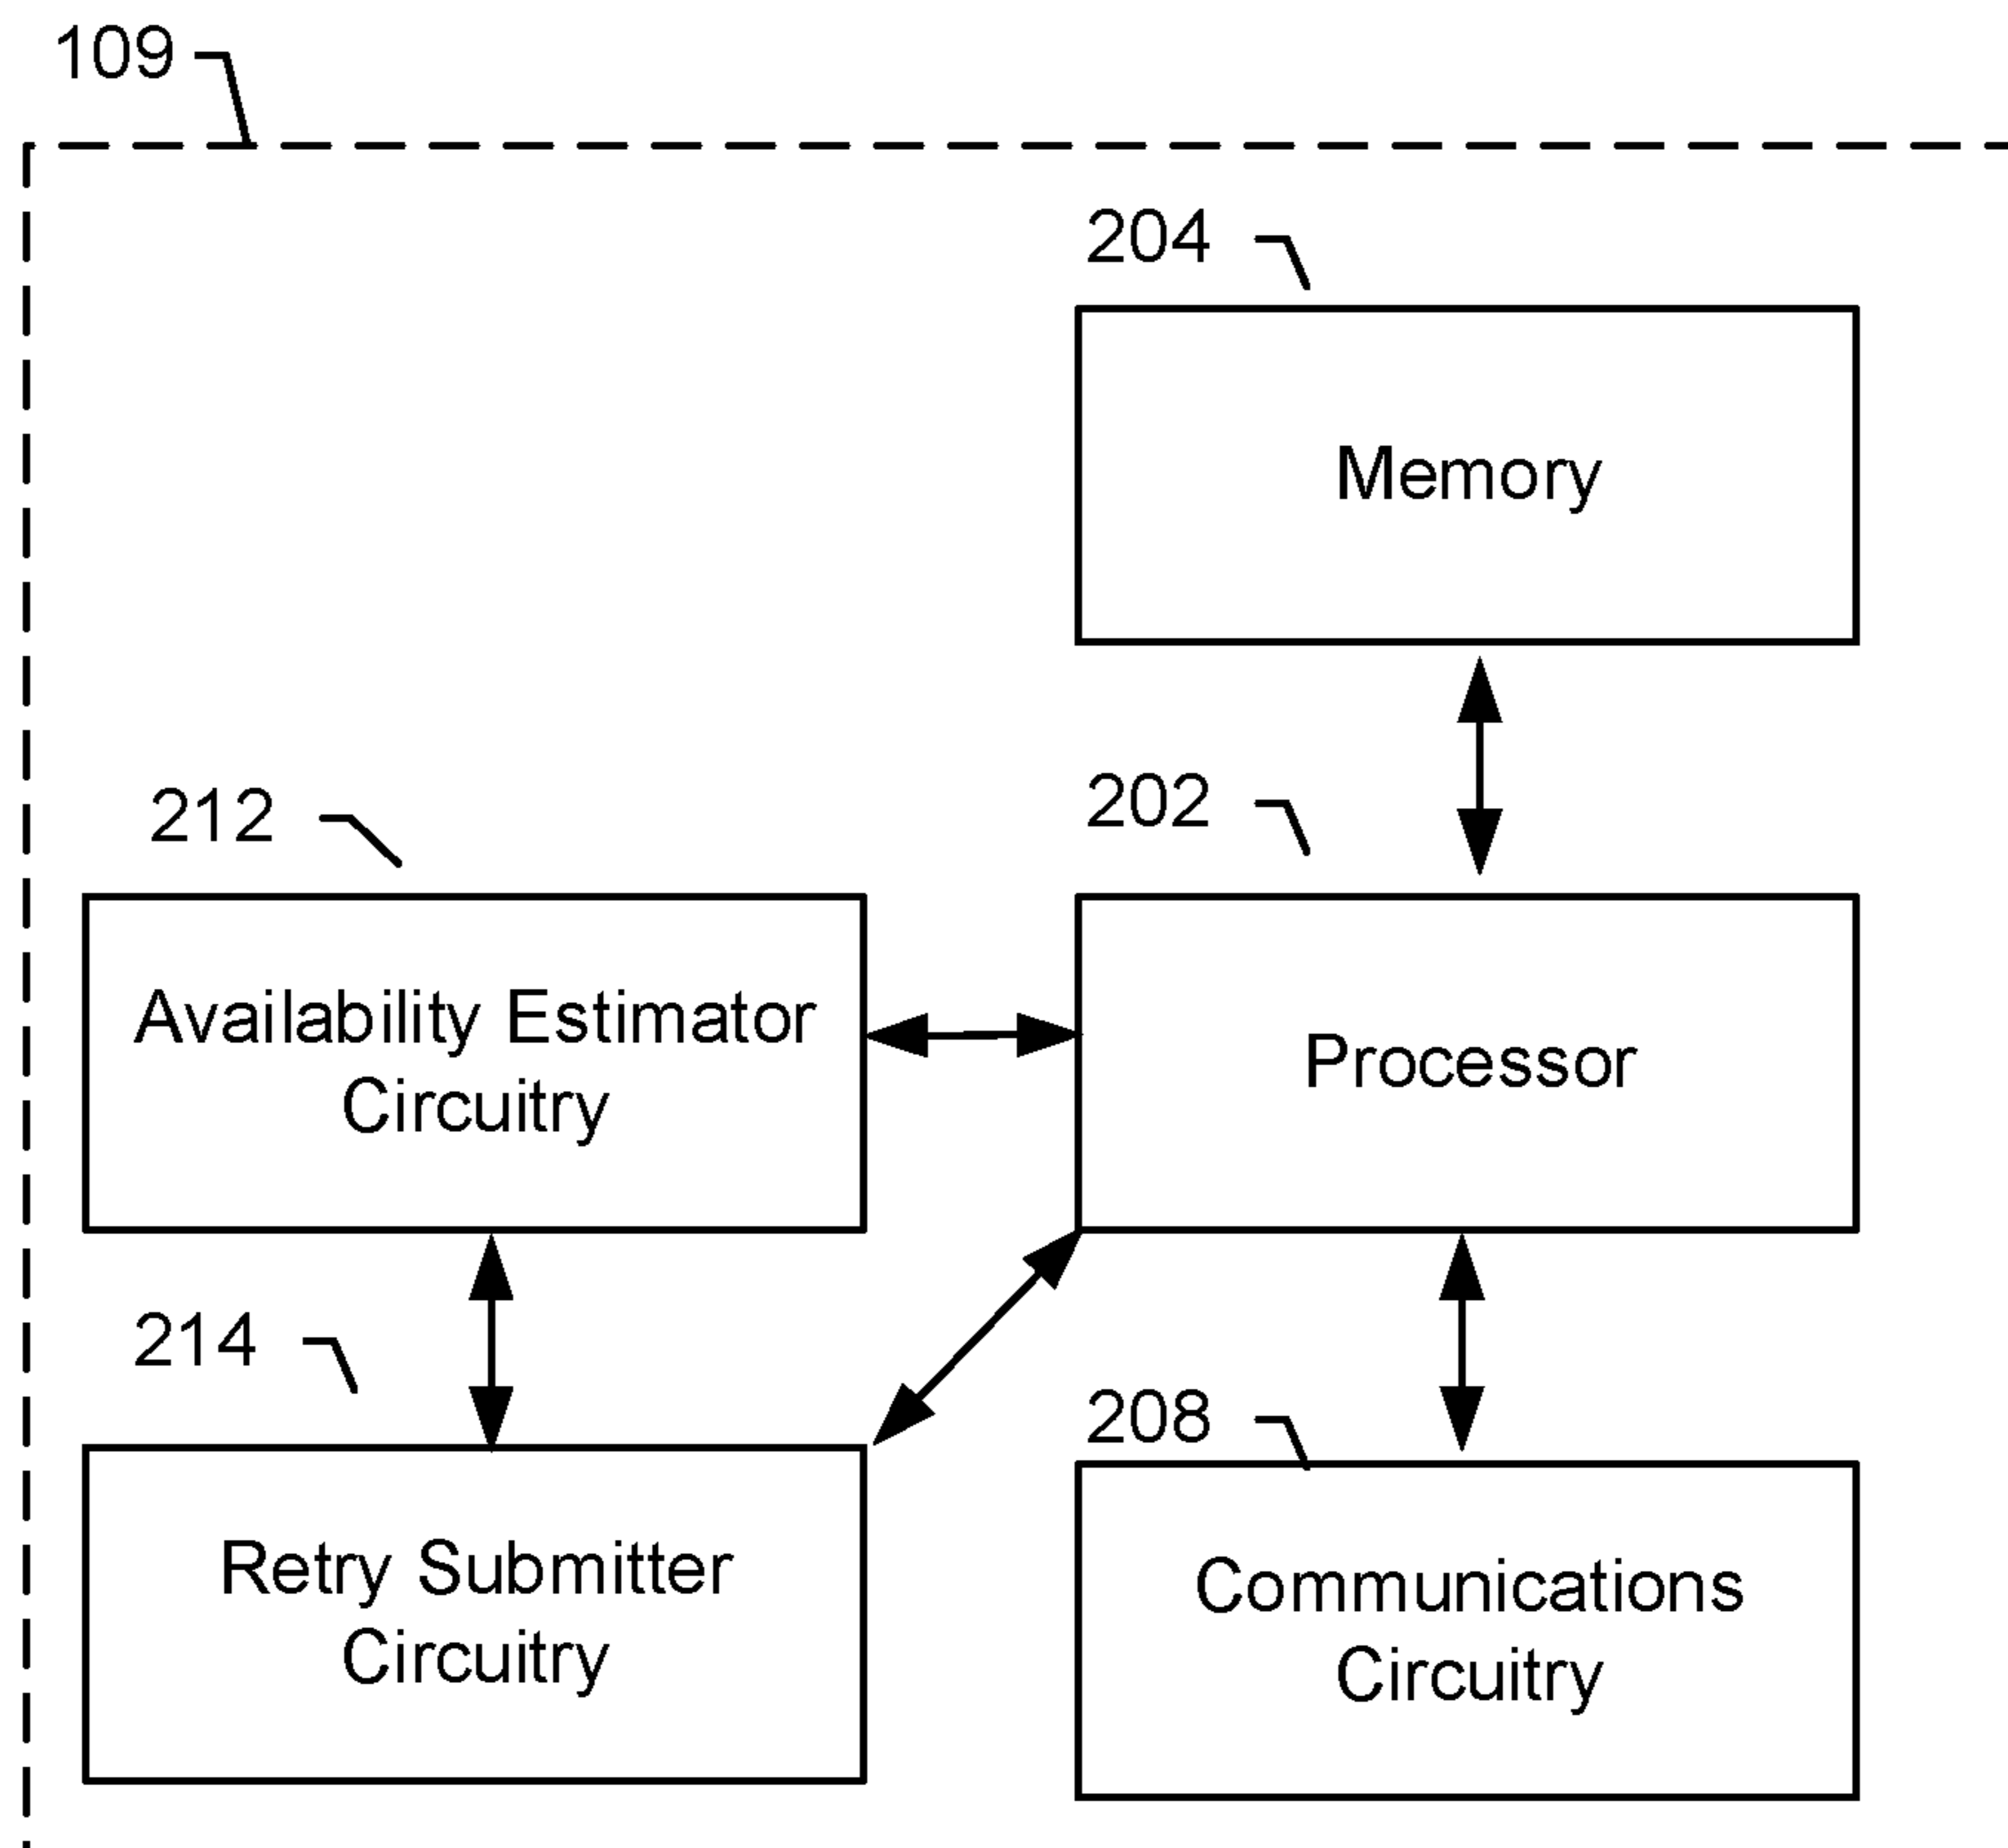 109
204
Memory
212
202
Availability Estimator
Circuitry
Processor
214
208
Retry Submitter
Circuitry
Communications
Circuitry